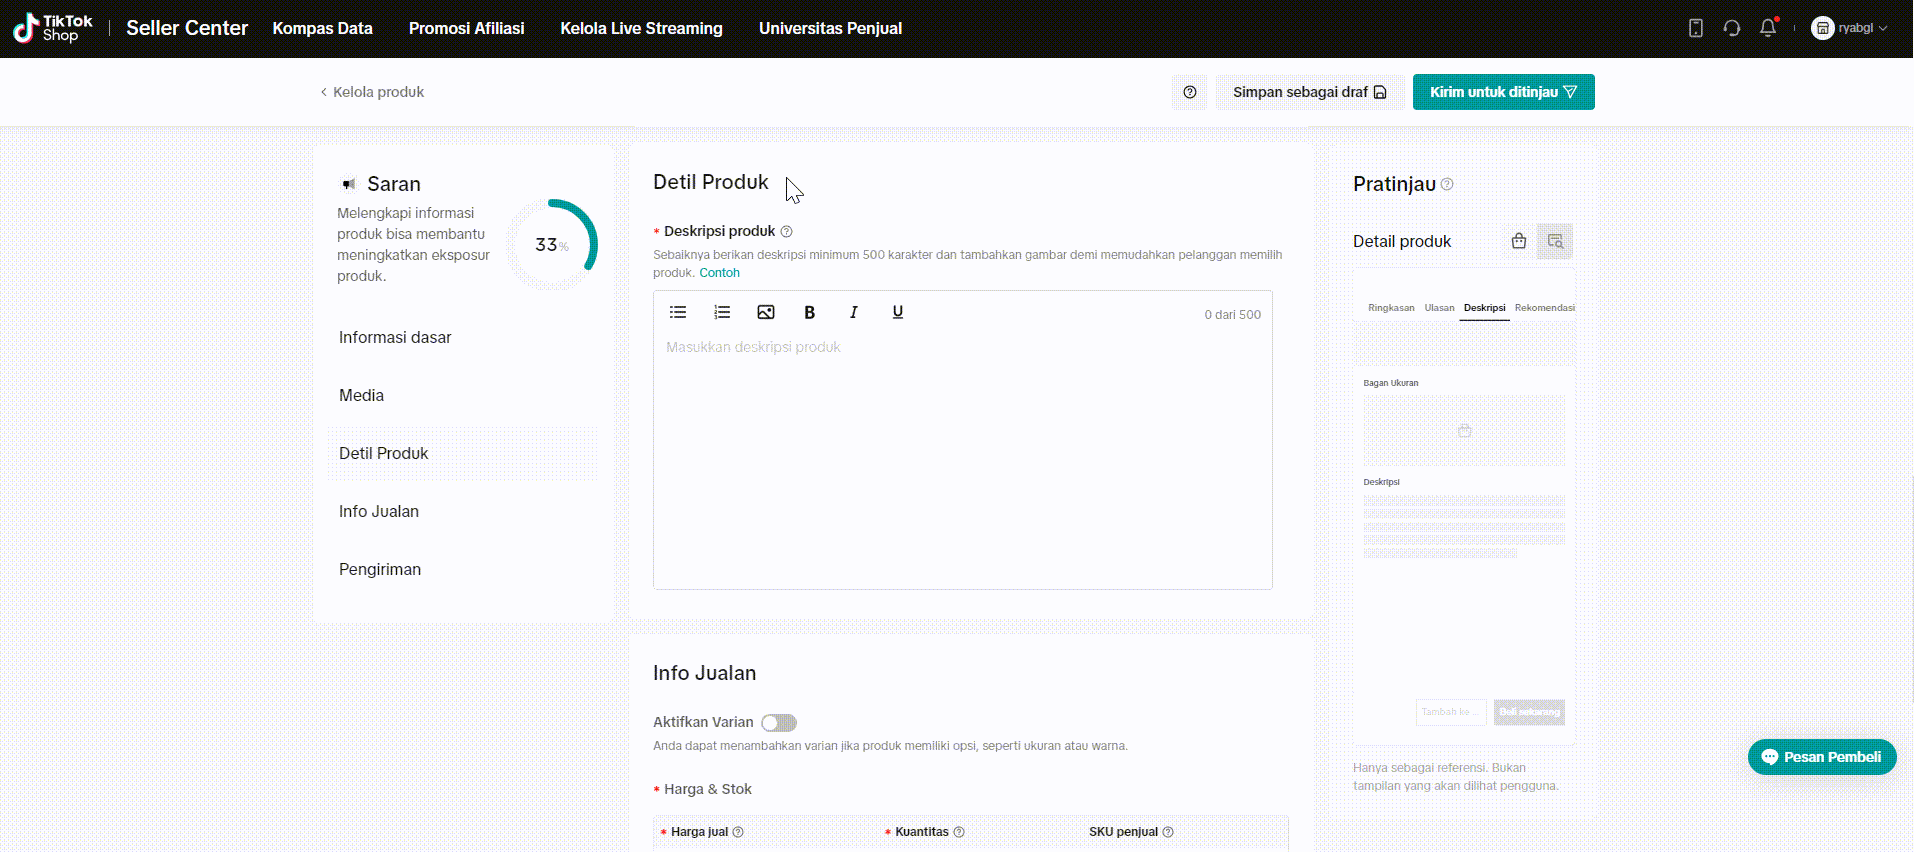 TikTok Shop
Seller Center
Kompas Data
Promosi Afiliasi
Kelola Live Streaming
Universitas Penjual
ryabgl
Kelola produk
Simpan sebagai draf
Kirim untuk ditinjau
Saran
Melengkapi informasi
produk bisa membantu
meningkatkan eksposur
produk.
33%
Informasi dasar
Media
Detil Produk
Info Jualan
Pengiriman
Detil Produk
* Deskripsi produk
Sebaiknya berikan deskripsi minimum 500 karakter dan tambahkan gambar demi memudahkan pelanggan memilih
produk. Contoh
B I U
0 dari 500
Masukkan deskripsi produk
Info Jualan
Aktifkan Varian
Anda dapat menambahkan varian jika produk memiliki opsi, seperti ukuran atau warna.
* Harga & Stok
* Harga jual
* Kuantitas
SKU penjual
Pratinjau
Detail produk
Ringkasan Ulasan Deskripsi Rekomendasi
Bagan Ukuran
Deskripsi
Tambah ke ...
Beli sekarang
Hanya sebagai referensi. Bukan
tampilan yang akan dilihat pengguna.
Pesan Pembeli